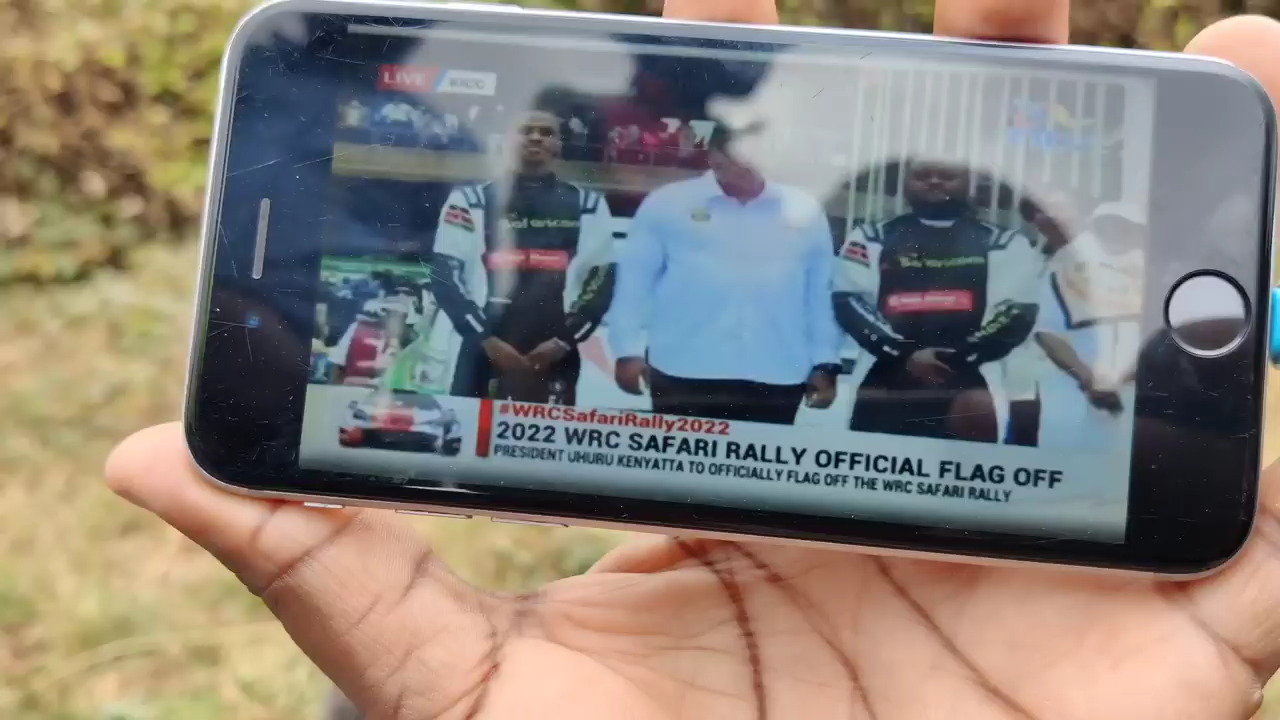 LIVE KICC
#WRCSafariRally2022
2022 WRC SAFARI RALLY OFFICIAL FLAG OFF
PRESIDENT UHURU KENYATTA TO OFFICIALLY FLAG OFF THE WRC SAFARI RALLY